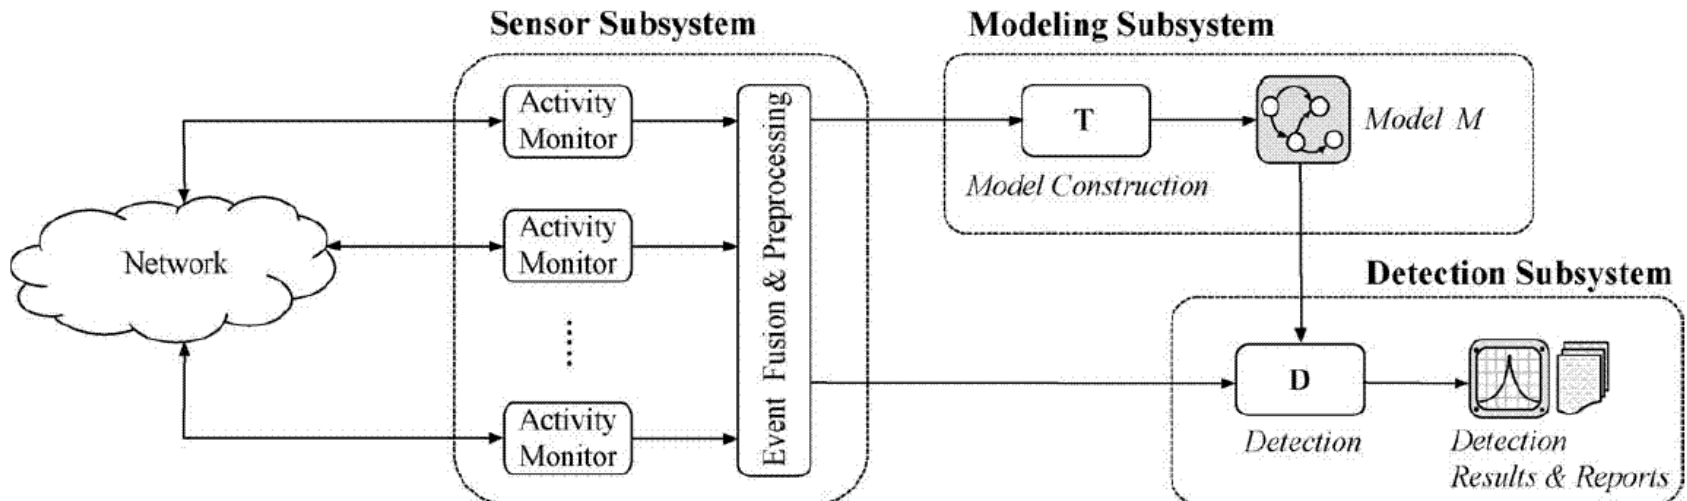 Sensor Subsystem
Modeling Subsystem
Activity
Monitor
T
Model M
Model Construction
Network
Activity
Monitor
Event Fusion & Preprocessing
Detection Subsystem
D
Activity
Monitor
Detection
Detection
Results & Reports